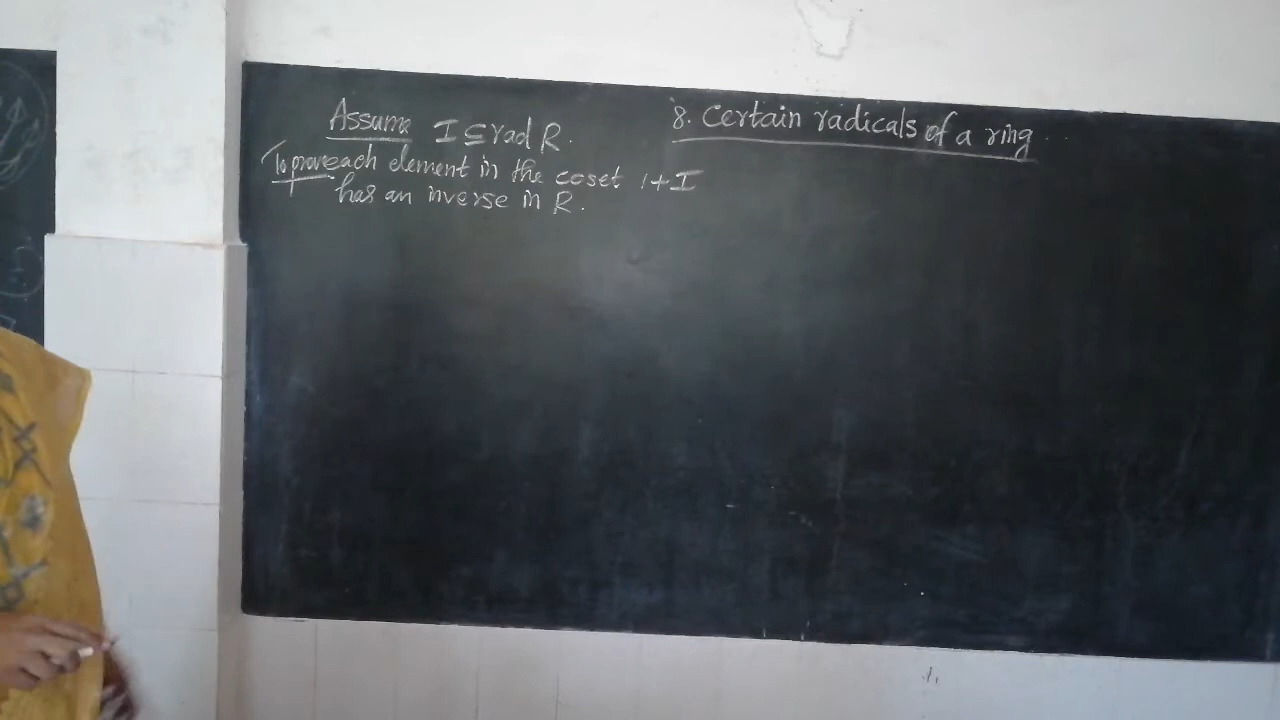 8. Certain radicals of a ring
Assume I ⊆ rad R.
To prove each element in the coset 1+I
has an inverse in R.